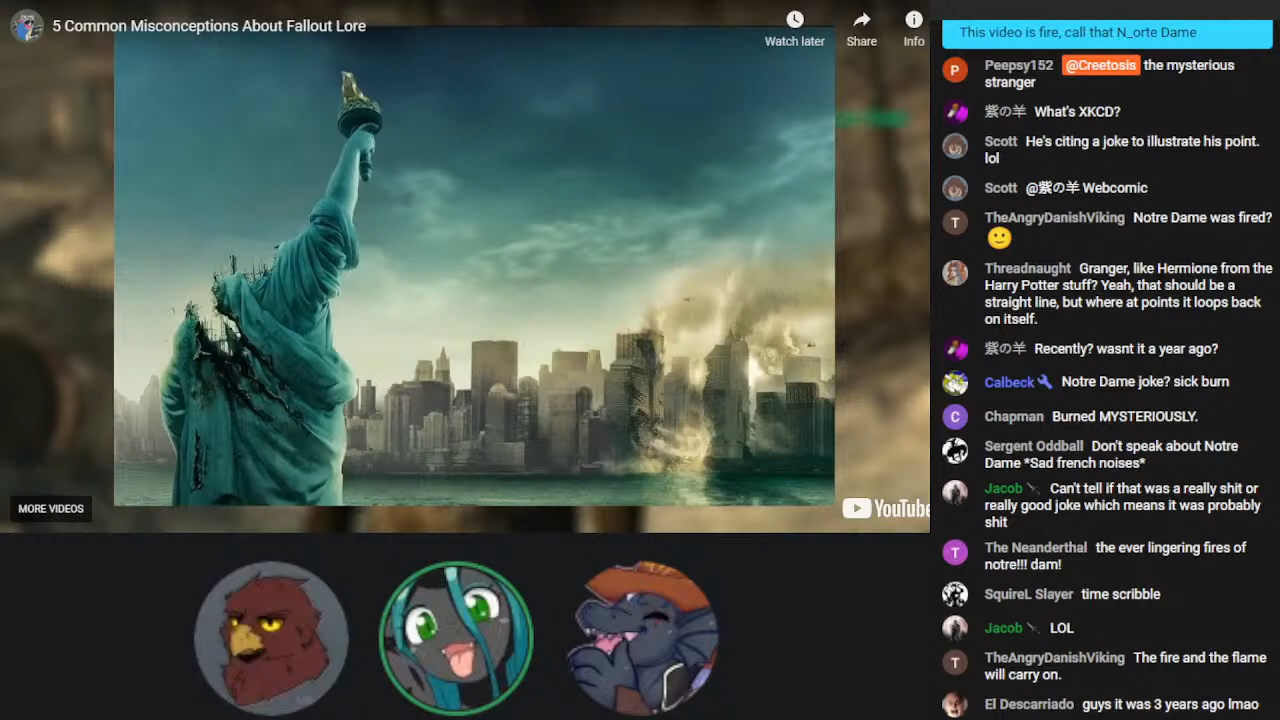 5 Common Misconceptions About Fallout Lore
Watch later
Share
Info
MORE VIDEOS
YouTube
This video is fire, call that N_orte Dame
Peepsy152 @Creetosis the mysterious
stranger
紫の羊 What's XKCD?
Scott He's citing a joke to illustrate his point.
lol
Scott @紫の羊 Webcomic
T
TheAngryDanishViking Notre Dame was fired?
Threadnaught Granger, like Hermione from the
Harry Potter stuff? Yeah, that should be a
straight line, but where at points it loops back
on itself.
紫の羊 Recently? wasnt it a year ago?
Calbeck Notre Dame joke? sick burn
C
Chapman Burned MYSTERIOUSLY.
Sergent Oddball Don't speak about Notre
Dame *Sad french noises*
Jacob Can't tell if that was a really shit or
really good joke which means it was probably
shit
T
The Neanderthal the ever lingering fires of
notre!!! dam!
SquireL Slayer time scribble
Jacob LOL
T
TheAngryDanishViking The fire and the flame
will carry on.
El Descarriado guys it was 3 years ago lmao